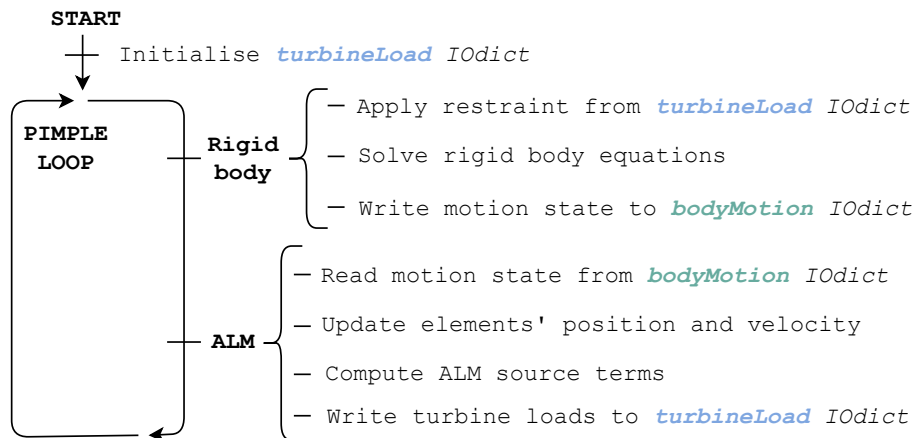 START
Initialise turbineLoad IOdict
PIMPLE
LOOP
Rigid
body
— Apply restraint from turbineLoad IOdict
— Solve rigid body equations
— Write motion state to bodyMotion IOdict
ALM
— Read motion state from bodyMotion IOdict
— Update elements' position and velocity
— Compute ALM source terms
— Write turbine loads to turbineLoad IOdict